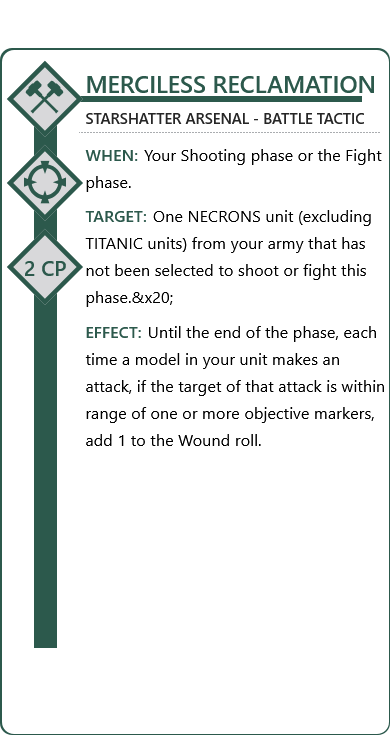 MERCILESS RECLAMATION
STARSHATTER ARSENAL - BATTLE TACTIC
WHEN: Your Shooting phase or the Fight
phase.
TARGET: One NECRONS unit (excluding
TITANIC units) from your army that has
not been selected to shoot or fight this
phase.&x20;
2 CP
EFFECT: Until the end of the phase, each
time a model in your unit makes an
attack, if the target of that attack is within
range of one or more objective markers,
add 1 to the Wound roll.